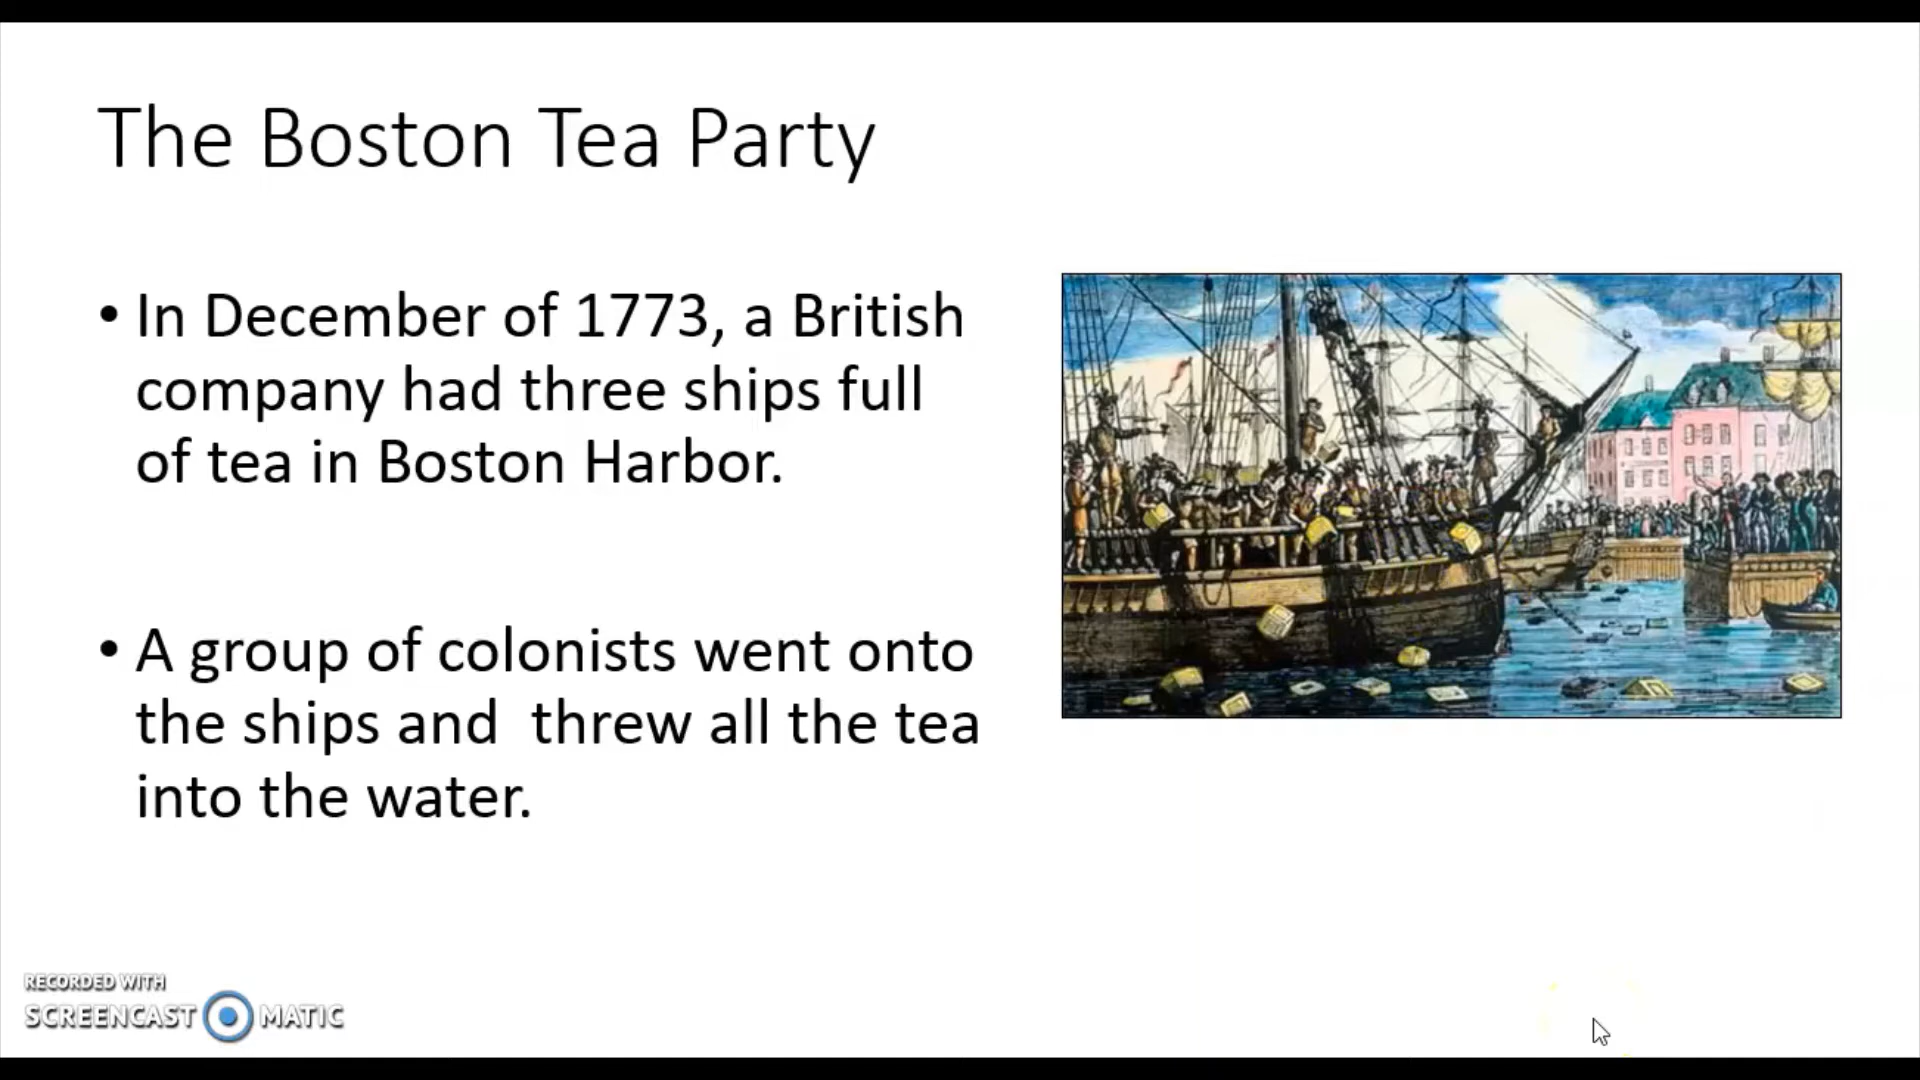 The Boston Tea Party
• In December of 1773, a British
company had three ships full
of tea in Boston Harbor.
• A group of colonists went onto
the ships and  threw all the tea
into the water.
RECORDED WITH
SCREENCAST MATIC